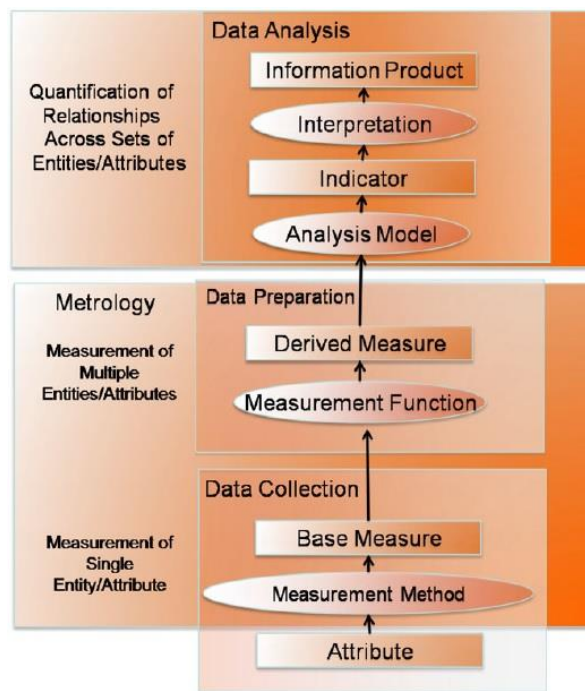 Data Analysis
Information Product
Quantification of
Relationships
Across Sets of
Entities/Attributes
Interpretation
Indicator
Analysis Model
Metrology
Data Preparation
Measurement of
Multiple
Entities/Attributes
Derived Measure
Measurement Function
Data Collection
Base Measure
Measurement of
Single
Entity/Attribute
Measurement Method
Attribute